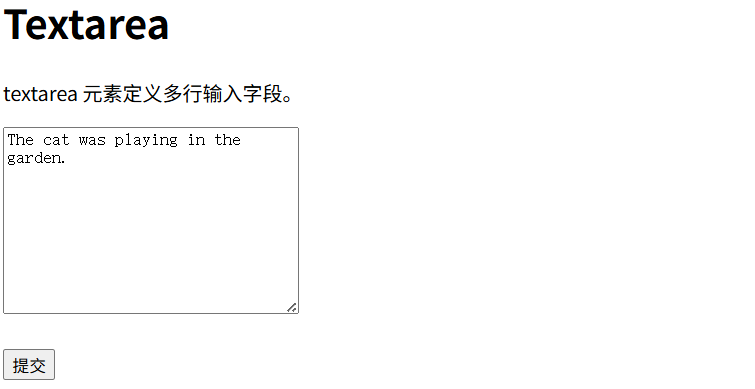 Textarea
textarea 元素定义多行输入字段。
The cat was playing in the
garden.
提交